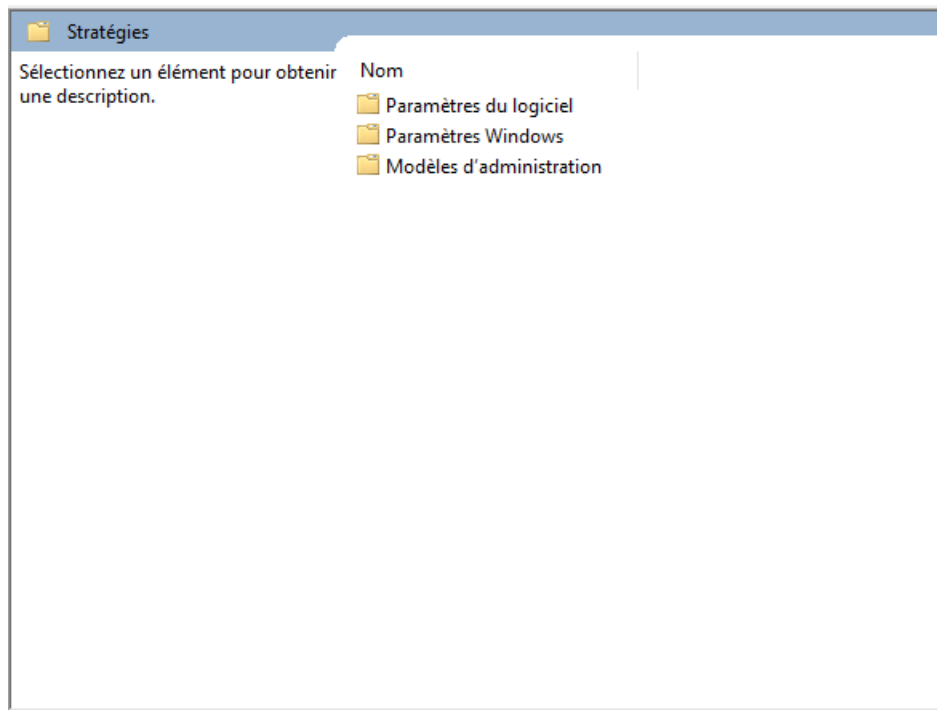 Stratégies
Sélectionnez un élément pour obtenir
une description.
Nom
Paramètres du logiciel
Paramètres Windows
Modèles d'administration